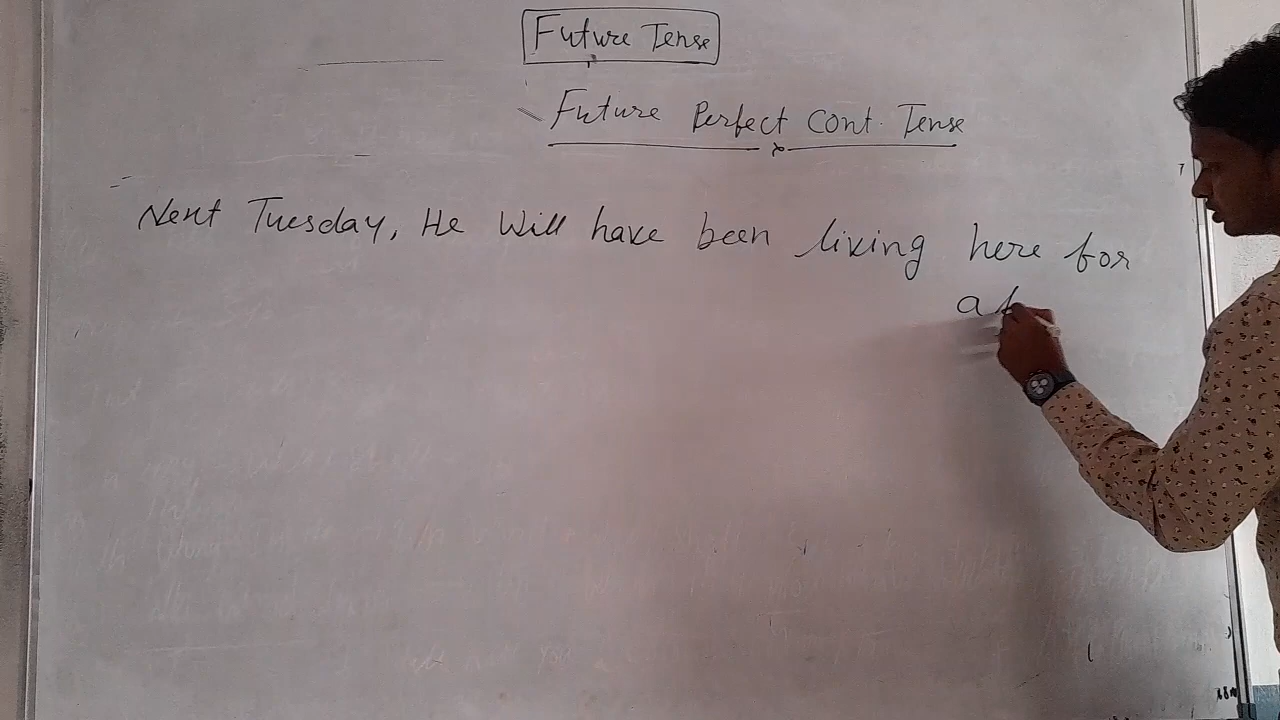 Future Tense
Future Perfect Cont. Tense
Next Tuesday, He Will have been living here for
a